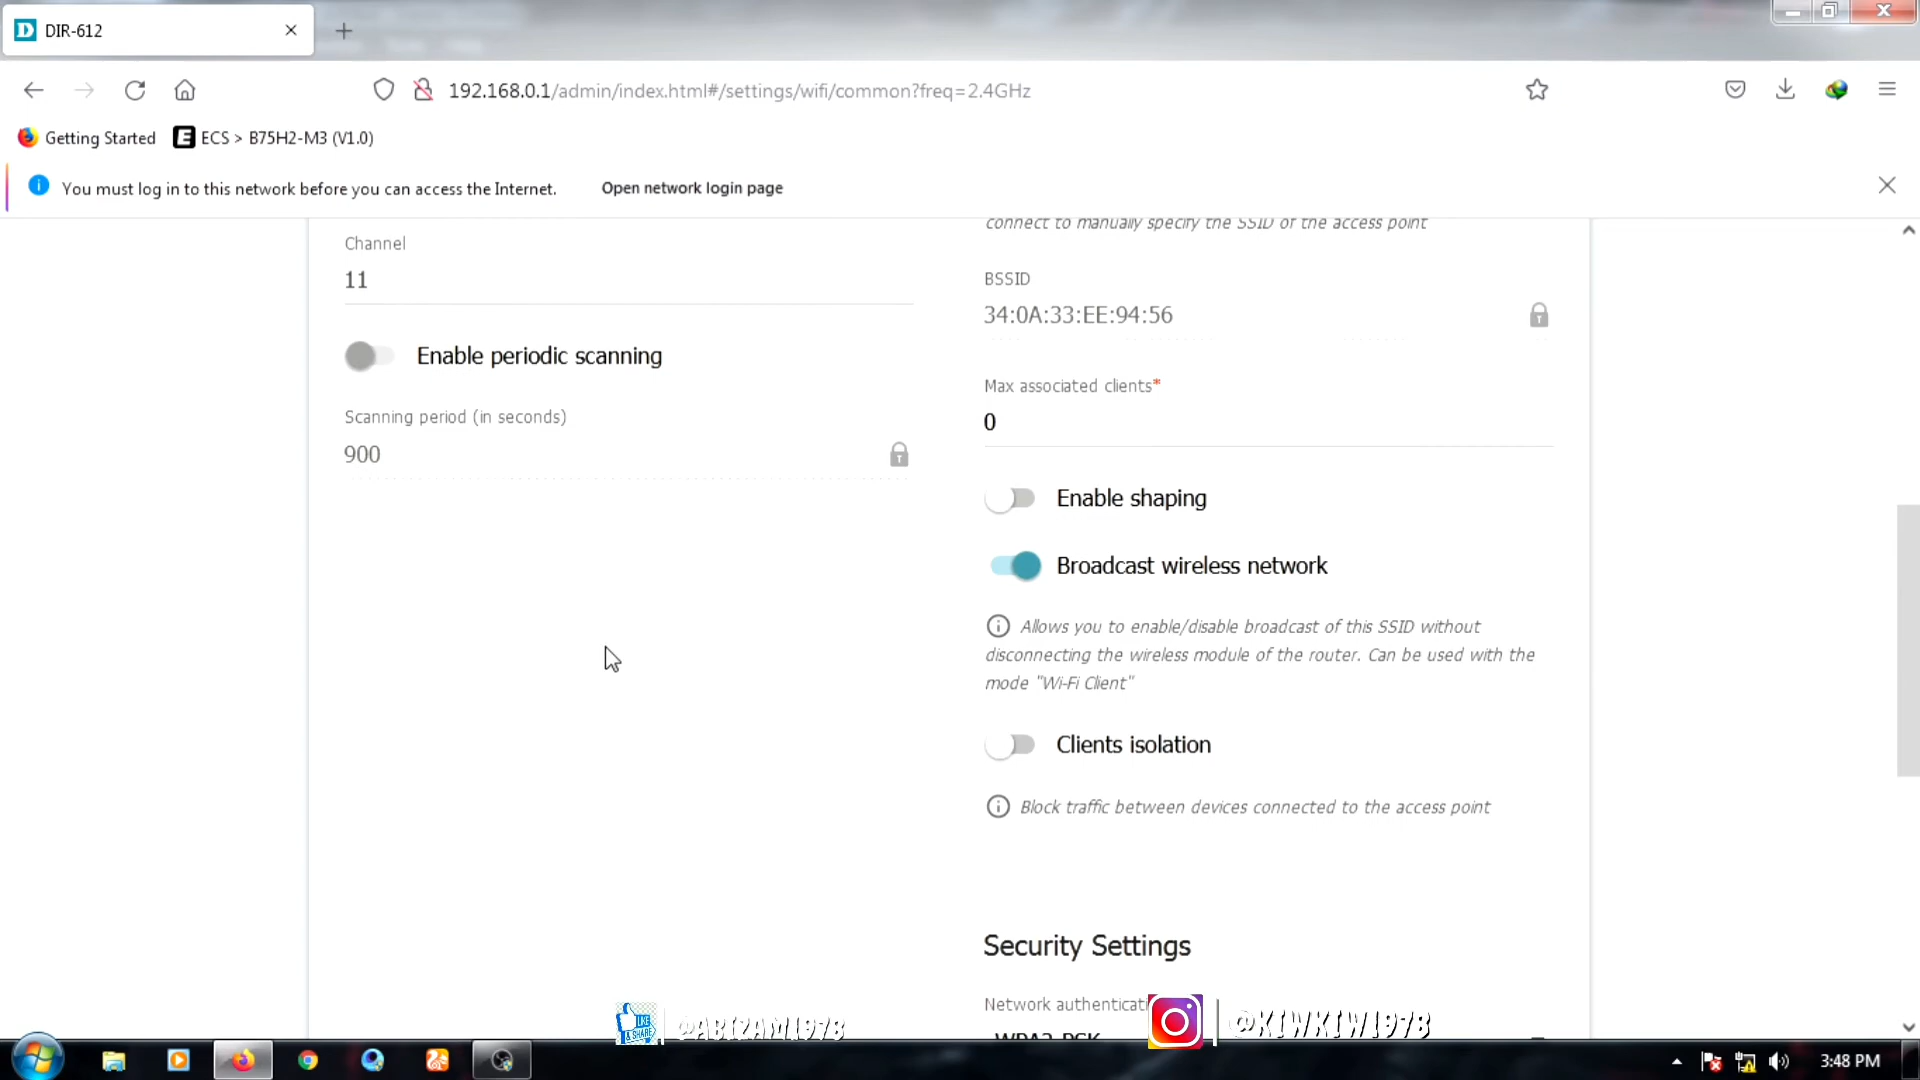 DIR-612
192.168.0.1/admin/index.html#/settings/wifi/common?freq=2.4GHz
Getting Started
ECS > B75H2-M3 (V1.0)
You must log in to this network before you can access the Internet.
Open network login page
Channel
11
Enable periodic scanning
Scanning period (in seconds)
900
connect to manually specify the SSID of the access point
BSSID
34:0A:33:EE:94:56
Max associated clients*
0
Enable shaping
Broadcast wireless network
Allows you to enable/disable broadcast of this SSID without
disconnecting the wireless module of the router. Can be used with the
mode "Wi-Fi Client"
Clients isolation
Block traffic between devices connected to the access point
Security Settings
Network authenticati
WPA2-PSK
LIKE
& SHARE
@ABIZAM1978
@KIWKIW1978
3:48 PM